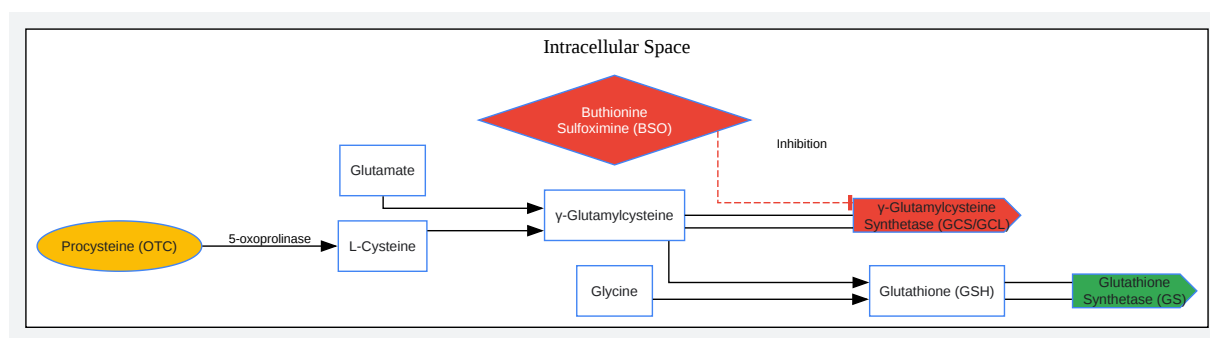 Intracellular Space
Buthionine
Sulfoximine (BSO)
Inhibition
Glutamate
γ-Glutamylcysteine
γ-Glutamylcysteine
Synthetase (GCS/GCL)
Procysteine (OTC)
5-oxoprolinase
L-Cysteine
Glycine
Glutathione (GSH)
Glutathione
Synthetase (GS)